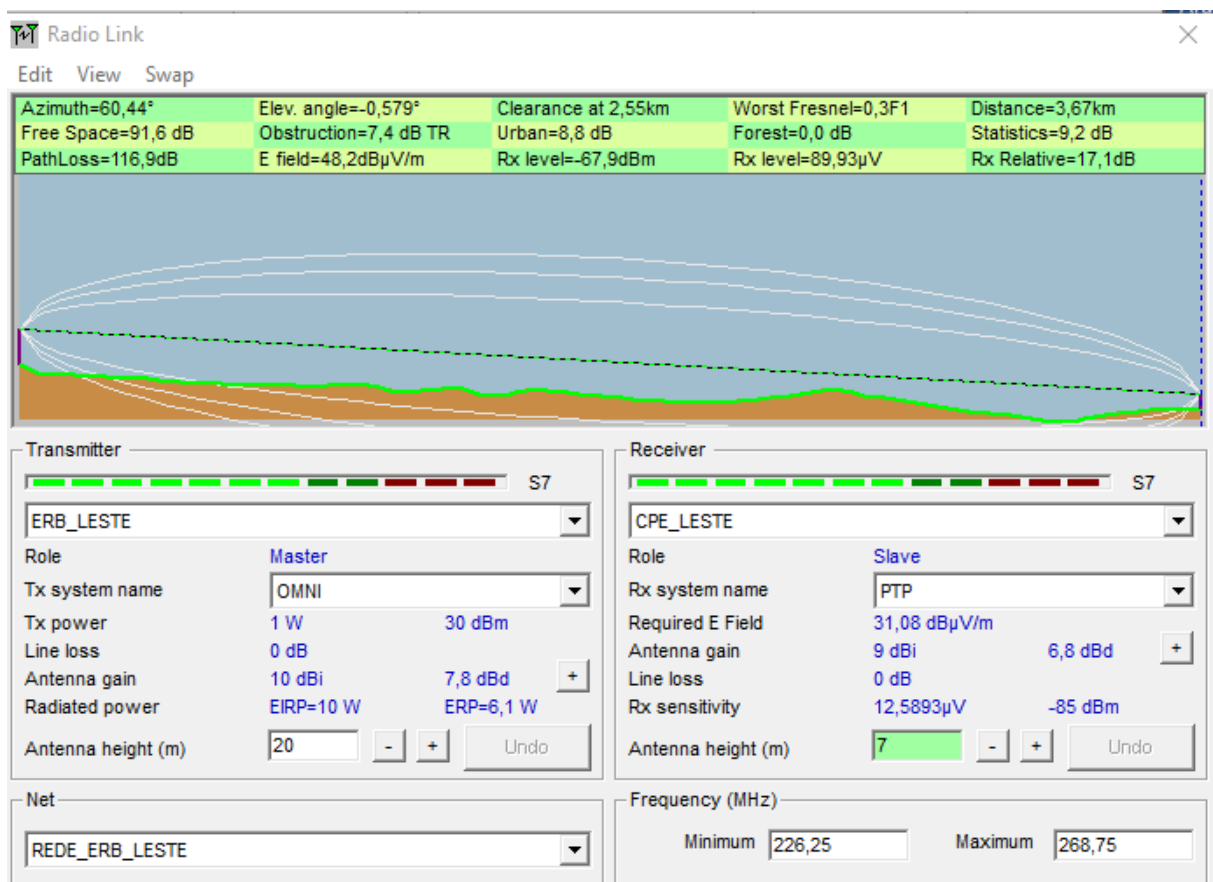 Radio Link
Edit View Swap
Azimuth=60,44° Elev. angle=-0,579° Clearance at 2,55km Worst Fresnel=0,3F1 Distance=3,67km
Free Space=91,6 dB Obstruction=7,4 dB TR Urban=8,8 dB Forest=0,0 dB Statistics=9,2 dB
PathLoss=116,9dB E field=48,2dBµV/m Rx level=-67,9dBm Rx level=89,93µV Rx Relative=17,1dB
Transmitter
S7
ERB_LESTE
Role Master
Tx system name OMNI
Tx power 1 W 30 dBm
Line loss 0 dB
Antenna gain 10 dBi 7,8 dBd +
Radiated power EIRP=10 W ERP=6,1 W
Antenna height (m) 20 - + Undo
Receiver
S7
CPE_LESTE
Role Slave
Rx system name PTP
Required E Field 31,08 dBµV/m
Antenna gain 9 dBi 6,8 dBd +
Line loss 0 dB
Rx sensitivity 12,5893µV -85 dBm
Antenna height (m) 7 - + Undo
Net
REDE_ERB_LESTE
Frequency (MHz)
Minimum 226,25 Maximum 268,75